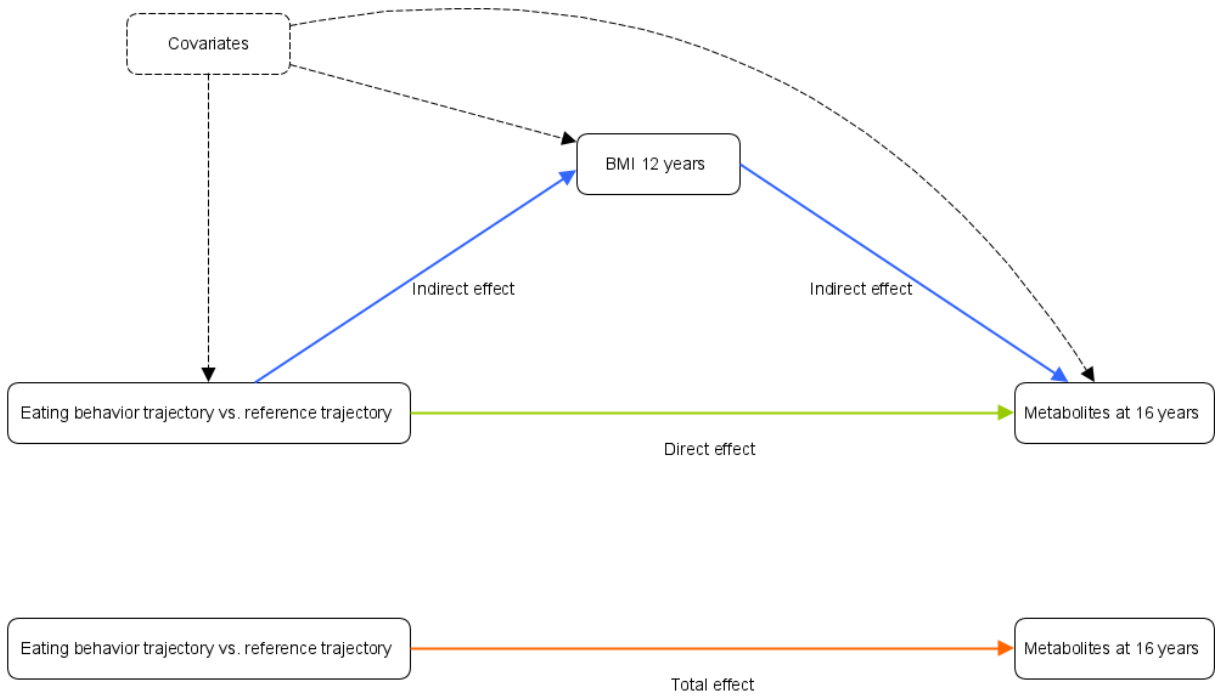 Covariates
BMI 12 years
Indirect effect
Indirect effect
Eating behavior trajectory vs. reference trajectory
Metabolites at 16 years
Direct effect
Eating behavior trajectory vs. reference trajectory
Metabolites at 16 years
Total effect